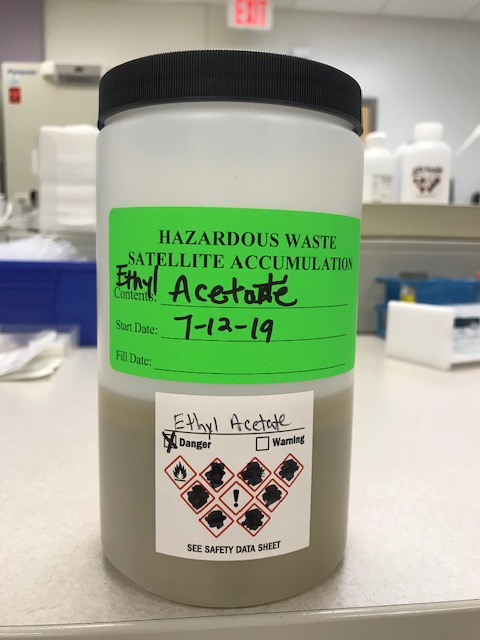 EXIT
HAZARDOUS WASTE
SATELLITE ACCUMULATION
Contents: Ethyl Acetate
Start Date: 7-12-19
Fill Date:
Ethyl Acetate
Danger Warning
!
SEE SAFETY DATA SHEET